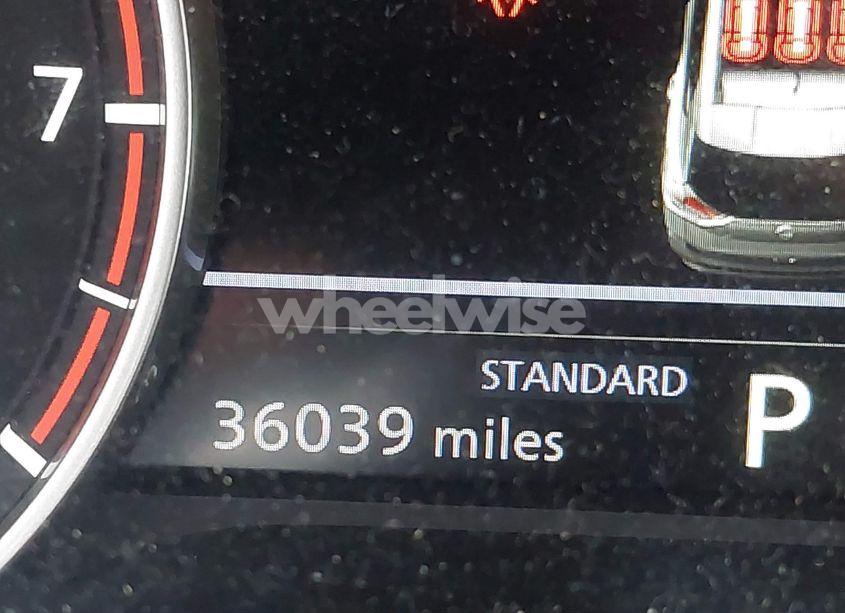 7
wheelwise
STANDARD
36039 miles
P